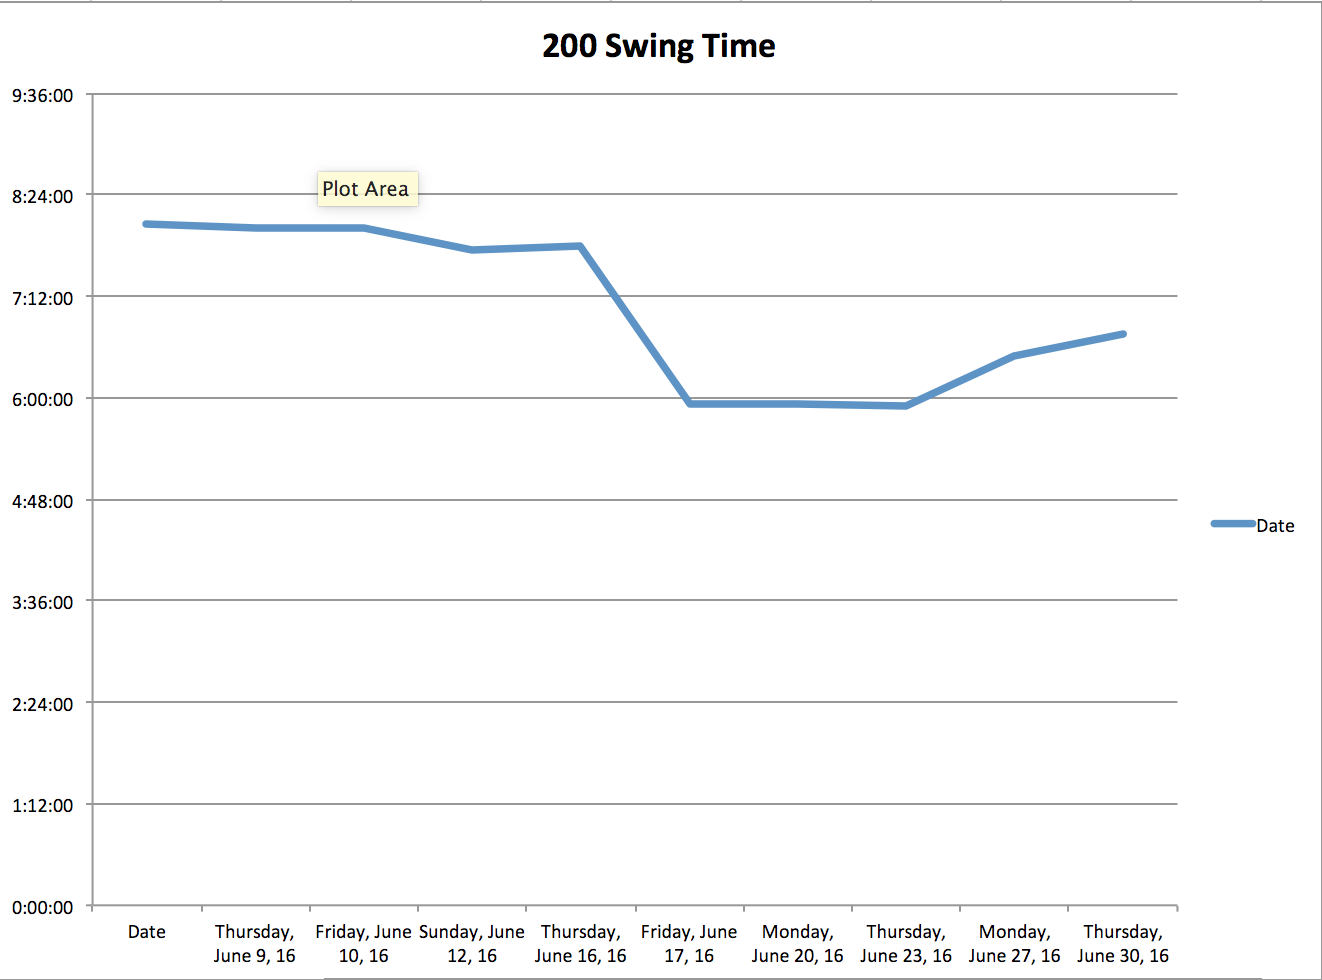 200 Swing Time
9:36:00
8:24:00
Plot Area
7:12:00
6:00:00
4:48:00
Date
3:36:00
2:24:00
1:12:00
0:00:00
Date
Thursday,
June 9, 16
Friday, June
10, 16
Sunday, June
12, 16
Thursday,
June 16, 16
Friday, June
17, 16
Monday,
June 20, 16
Thursday,
June 23, 16
Monday,
June 27, 16
Thursday,
June 30, 16